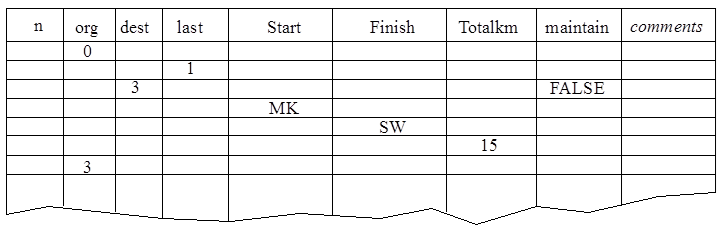 n org dest last Start Finish Totalkm maintain comments
0
1
3 FALSE
MK
SW
15
3